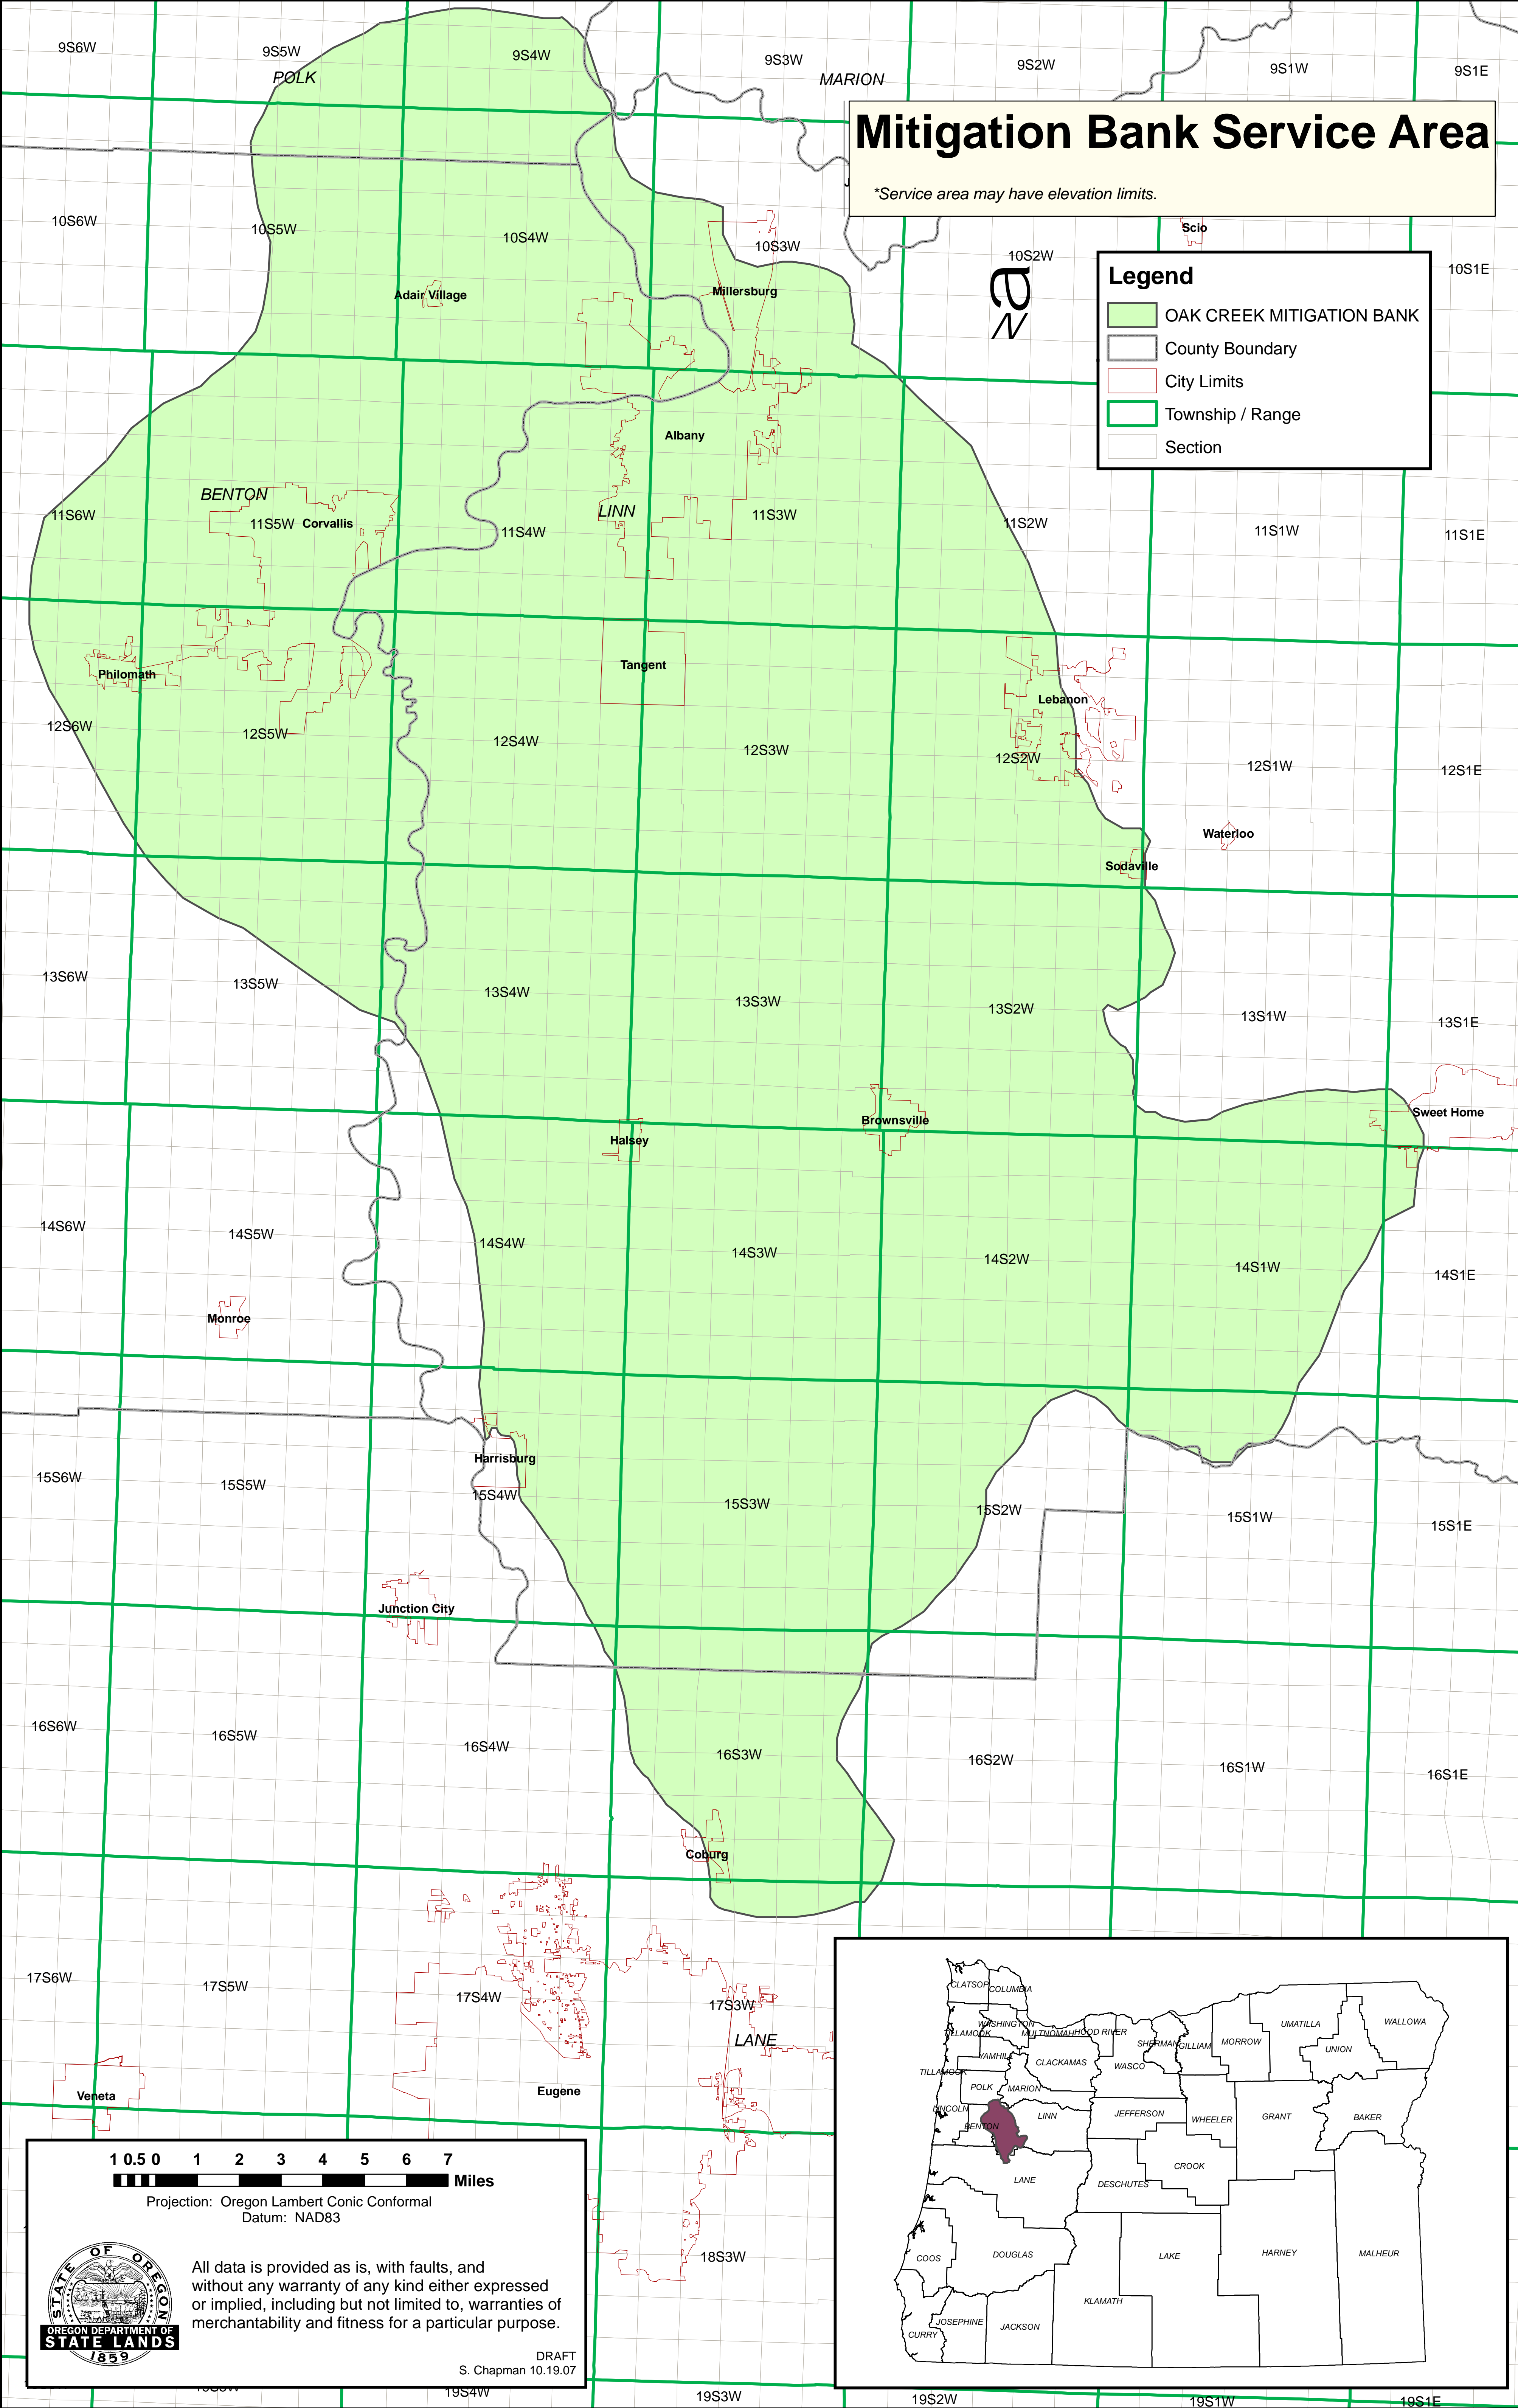 9S6W
9S5W
9S4W
9S3W
9S2W
9S1W
9S1E
POLK
MARION
Mitigation Bank Service Area
*Service area may have elevation limits.
10S6W
10S5W
10S4W
10S3W
10S2W
10S1E
Scio
Adair Village
Millersburg
za
Legend
OAK CREEK MITIGATION BANK
County Boundary
City Limits
Township / Range
Section
Albany
BENTON
LINN
11S6W
11S5W
Corvallis
11S4W
11S3W
11S2W
11S1W
11S1E
Philomath
Tangent
Lebanon
12S6W
12S5W
12S4W
12S3W
12S2W
12S1W
12S1E
Waterloo
Sodaville
13S6W
13S5W
13S4W
13S3W
13S2W
13S1W
13S1E
Halsey
Brownsville
Sweet Home
14S6W
14S5W
14S4W
14S3W
14S2W
14S1W
14S1E
Monroe
Harrisburg
15S6W
15S5W
15S4W
15S3W
15S2W
15S1W
15S1E
Junction City
16S6W
16S5W
16S4W
16S3W
16S2W
16S1W
16S1E
Coburg
17S6W
17S5W
17S4W
17S3W
LANE
Veneta
Eugene
18S3W
19S4W
19S3W
19S2W
19S1W
19S1E
1 0.5 0 1 2 3 4 5 6 7
Miles
Projection: Oregon Lambert Conic Conformal
Datum: NAD83
STATE OF OREGON
OREGON DEPARTMENT OF
STATE LANDS
1859
All data is provided as is, with faults, and
without any warranty of any kind either expressed
or implied, including but not limited to, warranties of
merchantability and fitness for a particular purpose.
DRAFT
S. Chapman 10.19.07
CLATSOP
COLUMBIA
WASHINGTON
TILLAMOOK
MULTNOMAH
HOOD RIVER
SHERMAN
GILLIAM
MORROW
UMATILLA
UNION
WALLOWA
YAMHILL
CLACKAMAS
WASCO
TILLAMOOK
POLK
MARION
LINCOLN
BENTON
LINN
JEFFERSON
WHEELER
GRANT
BAKER
LANE
DESCHUTES
CROOK
COOS
DOUGLAS
LAKE
HARNEY
MALHEUR
KLAMATH
CURRY
JOSEPHINE
JACKSON